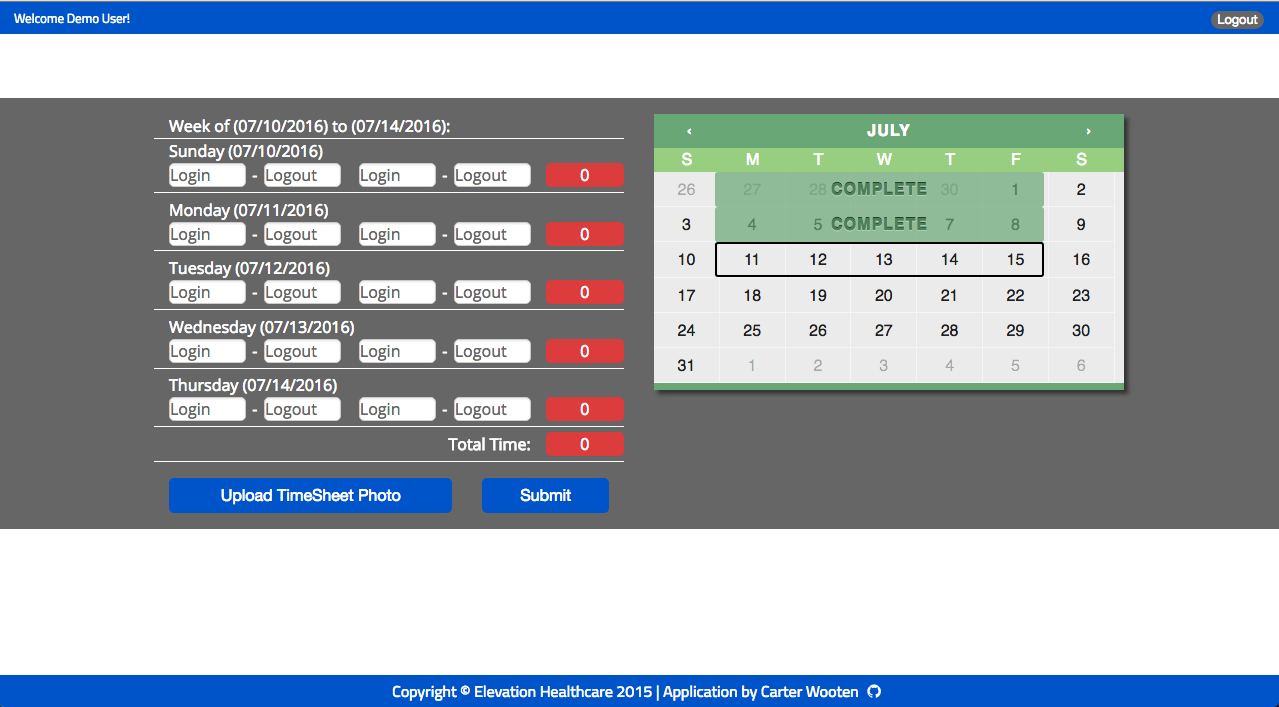 Welcome Demo User!
Logout
Week of (07/10/2016) to (07/14/2016):
Sunday (07/10/2016)
Login - Logout Login - Logout 0
Monday (07/11/2016)
Login - Logout Login - Logout 0
Tuesday (07/12/2016)
Login - Logout Login - Logout 0
Wednesday (07/13/2016)
Login - Logout Login - Logout 0
Thursday (07/14/2016)
Login - Logout Login - Logout 0
Total Time: 0
Upload TimeSheet Photo Submit
‹ JULY ›
S M T W T F S
26 27 28 COMPLETE 30 1 2
3 4 5 COMPLETE 7 8 9
10 11 12 13 14 15 16
17 18 19 20 21 22 23
24 25 26 27 28 29 30
31 1 2 3 4 5 6
Copyright © Elevation Healthcare 2015 | Application by Carter Wooten